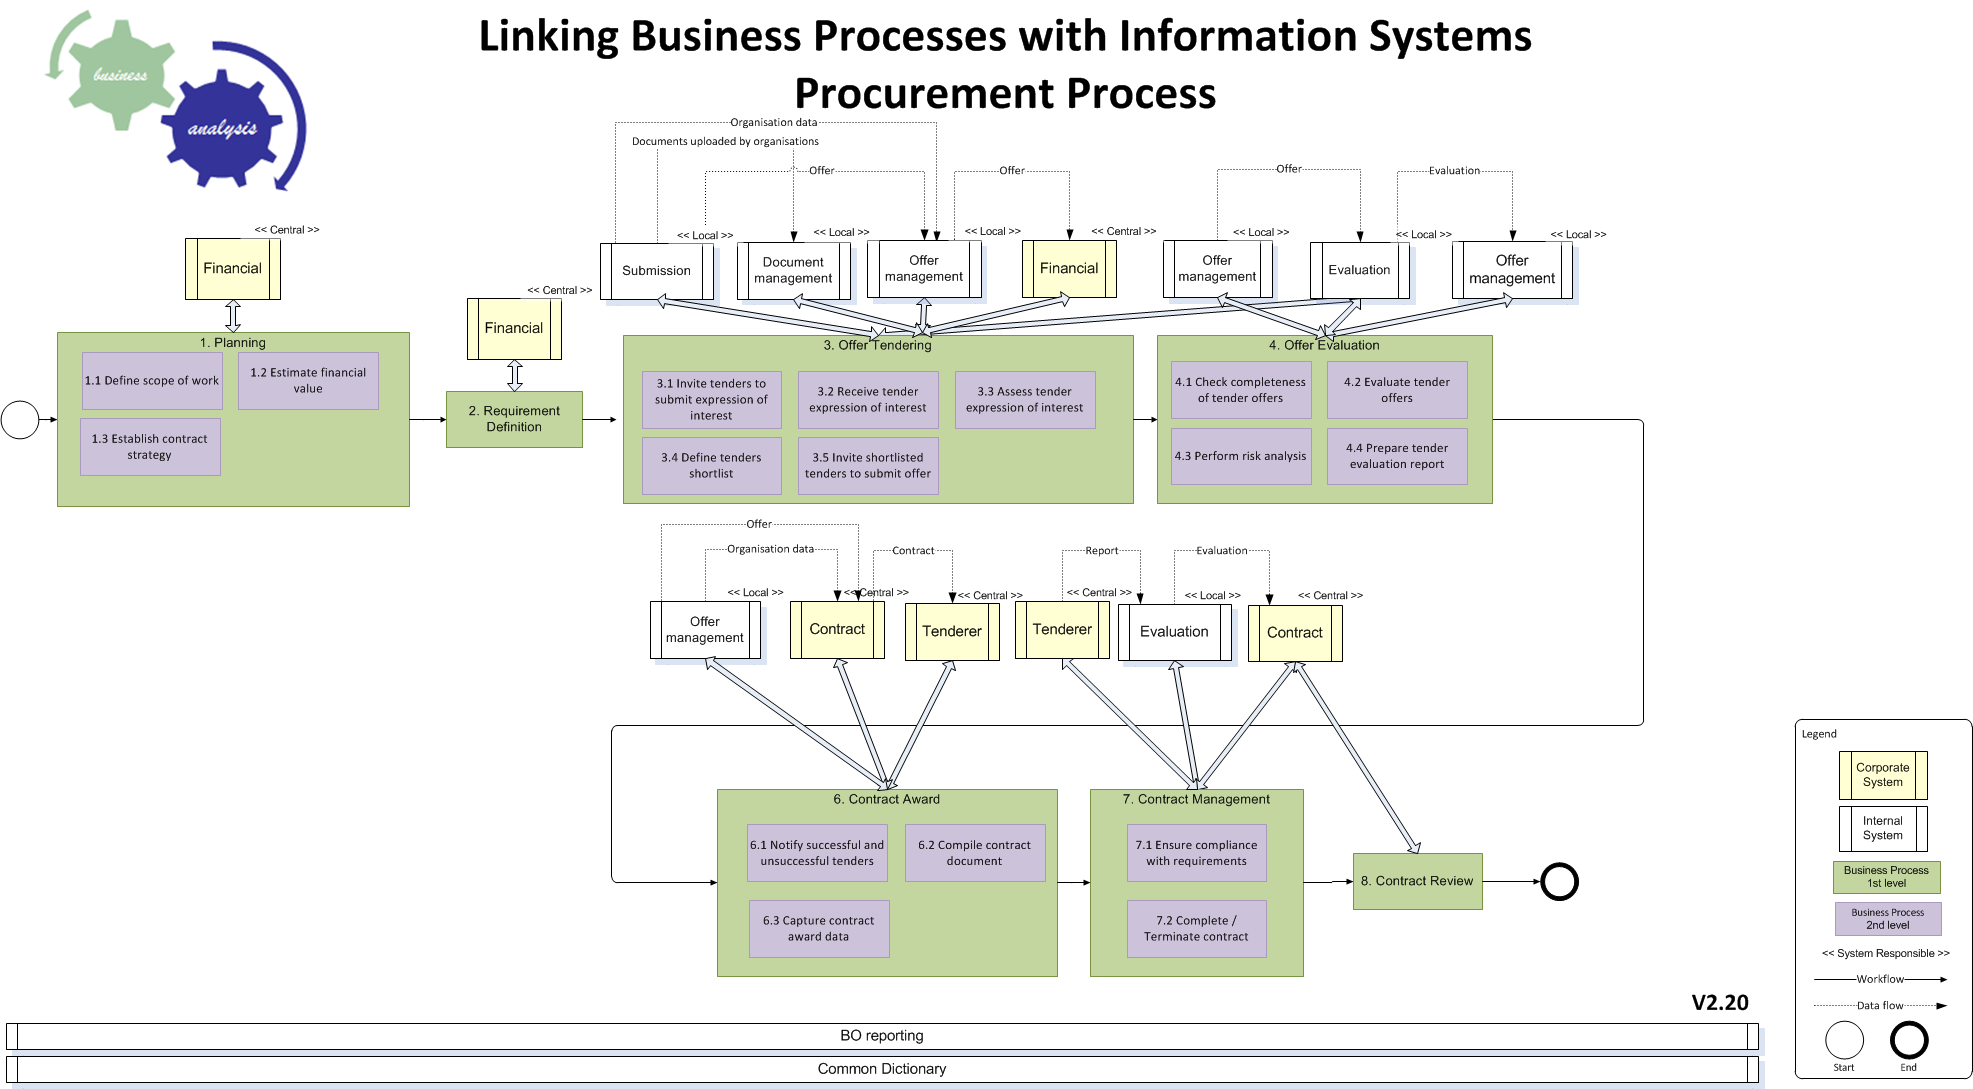 Linking Business Processes with Information Systems
Procurement Process
business
analysis
Organisation data
Documents uploaded by organisations
Offer
Offer
Offer
Evaluation
<< Central >>
Financial
<< Central >>
Financial
<< Local >>
Submission
<< Local >>
Document
management
<< Local >>
Offer
management
<< Central >>
Financial
<< Local >>
Offer
management
<< Local >>
Evaluation
<< Local >>
Offer
management
1. Planning
1.1 Define scope of work
1.2 Estimate financial
value
1.3 Establish contract
strategy
2. Requirement
Definition
3. Offer Tendering
3.1 Invite tenders to
submit expression of
interest
3.2 Receive tender
expression of interest
3.3 Assess tender
expression of interest
3.4 Define tenders
shortlist
3.5 Invite shortlisted
tenders to submit offer
4. Offer Evaluation
4.1 Check completeness
of tender offers
4.2 Evaluate tender
offers
4.3 Perform risk analysis
4.4 Prepare tender
evaluation report
Offer
Organisation data
Contract
Report
Evaluation
<< Local >>
Offer
management
<< Central >>
Contract
<< Central >>
Tenderer
<< Central >>
Tenderer
<< Local >>
Evaluation
<< Central >>
Contract
6. Contract Award
6.1 Notify successful and
unsuccessful tenders
6.2 Compile contract
document
6.3 Capture contract
award data
7. Contract Management
7.1 Ensure compliance
with requirements
7.2 Complete /
Terminate contract
8. Contract Review
Legend
Corporate
System
Internal
System
Business Process
1st level
Business Process
2nd level
<< System Responsible >>
Workflow
Data flow
Start
End
V2.20
BO reporting
Common Dictionary